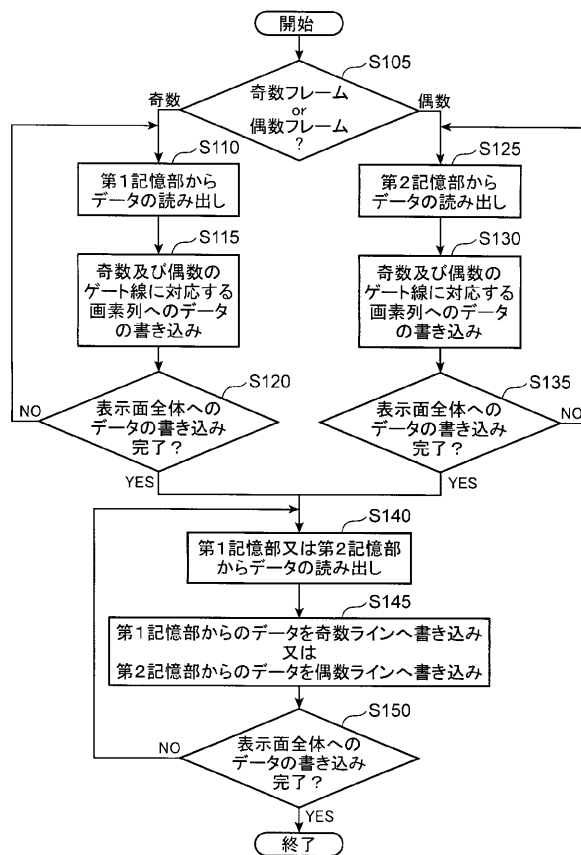 開始
S105
奇数フレーム
or
偶数フレーム
?
奇数
偶数
S110
第1記憶部から
データの読み出し
S115
奇数及び偶数の
ゲート線に対応する
画素列へのデータ
の書き込み
S120
表示面全体への
データの書き込み
完了？
NO
YES
S125
第2記憶部から
データの読み出し
S130
奇数及び偶数の
ゲート線に対応する
画素列へのデータ
の書き込み
S135
表示面全体への
データの書き込み
完了？
NO
YES
S140
第1記憶部又は第2記憶部
からデータの読み出し
S145
第1記憶部からのデータを奇数ラインへ書き込み
又は
第2記憶部からのデータを偶数ラインへ書き込み
S150
表示面全体への
データの書き込み
完了？
NO
YES
終了